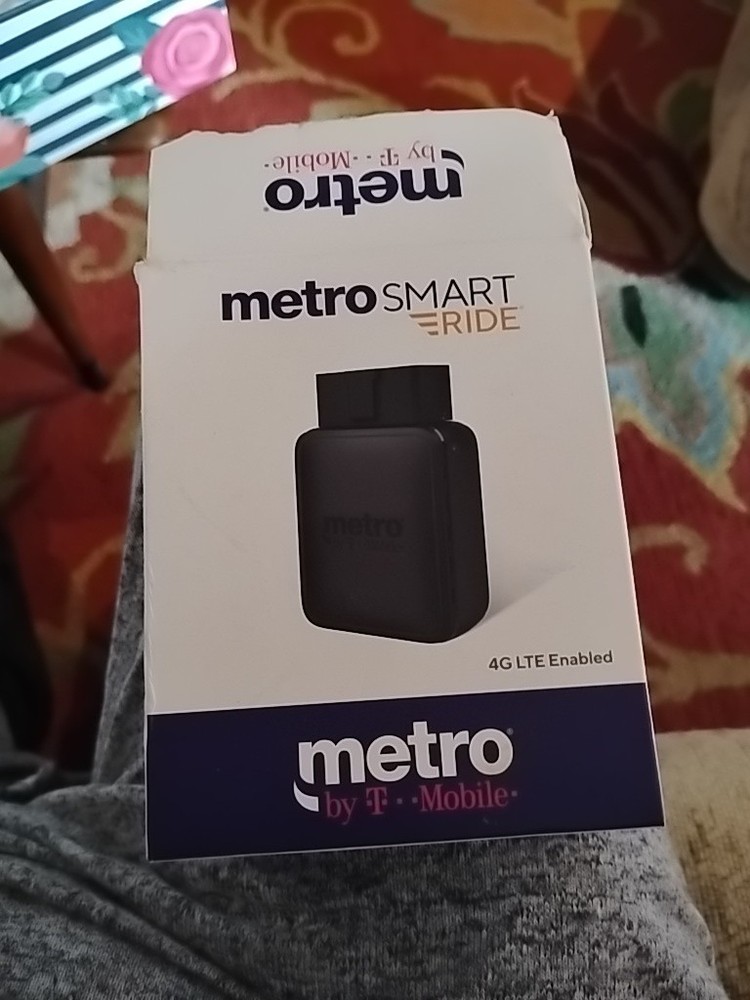 metro
by T··Mobile·
metro SMART
RIDE
metro
4G LTE Enabled
metro®
by T··Mobile·